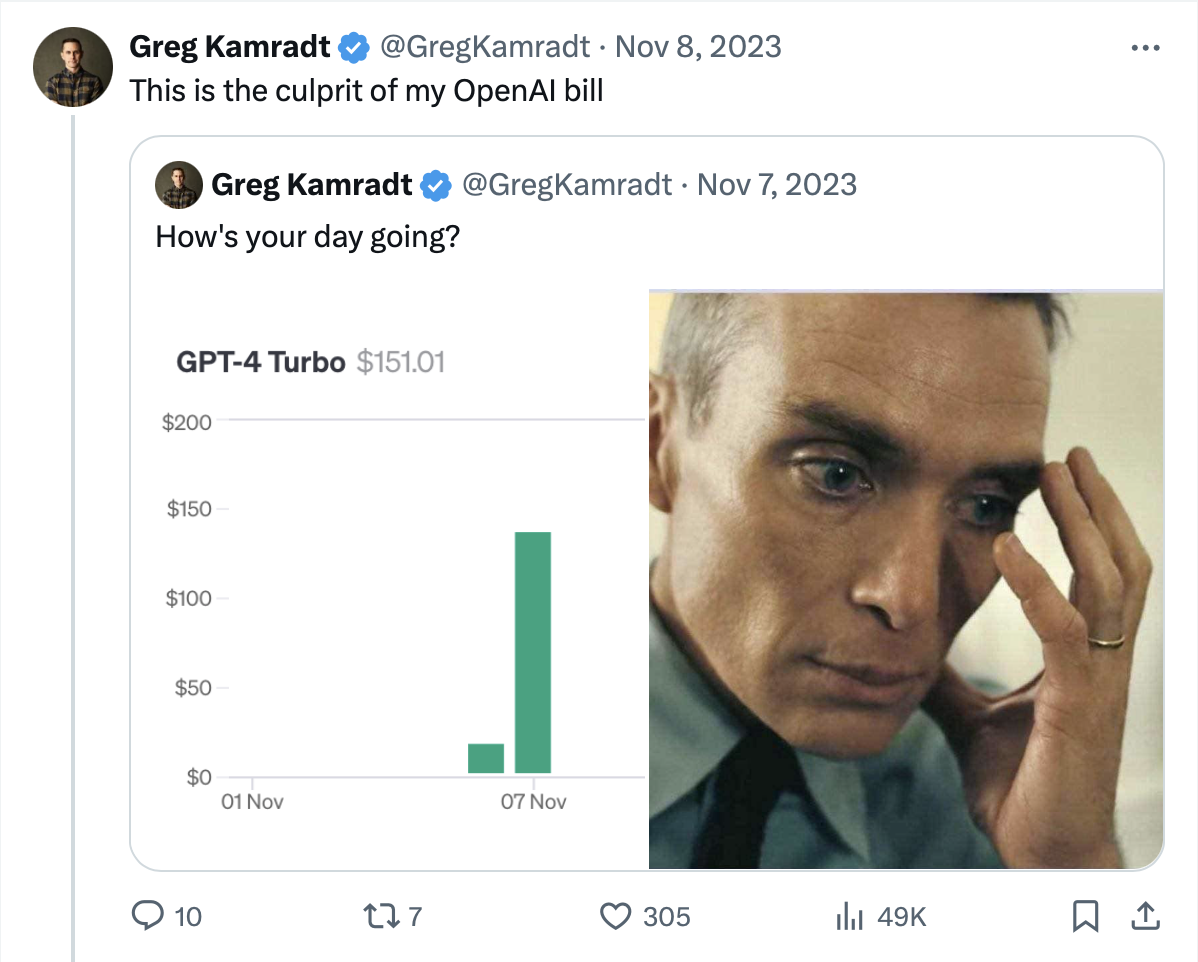 Greg Kamradt @GregKamradt · Nov 8, 2023
This is the culprit of my OpenAI bill
Greg Kamradt @GregKamradt · Nov 7, 2023
How's your day going?
GPT-4 Turbo $151.01
$200
$150
$100
$50
$0
01 Nov 07 Nov
10 7 305 49K